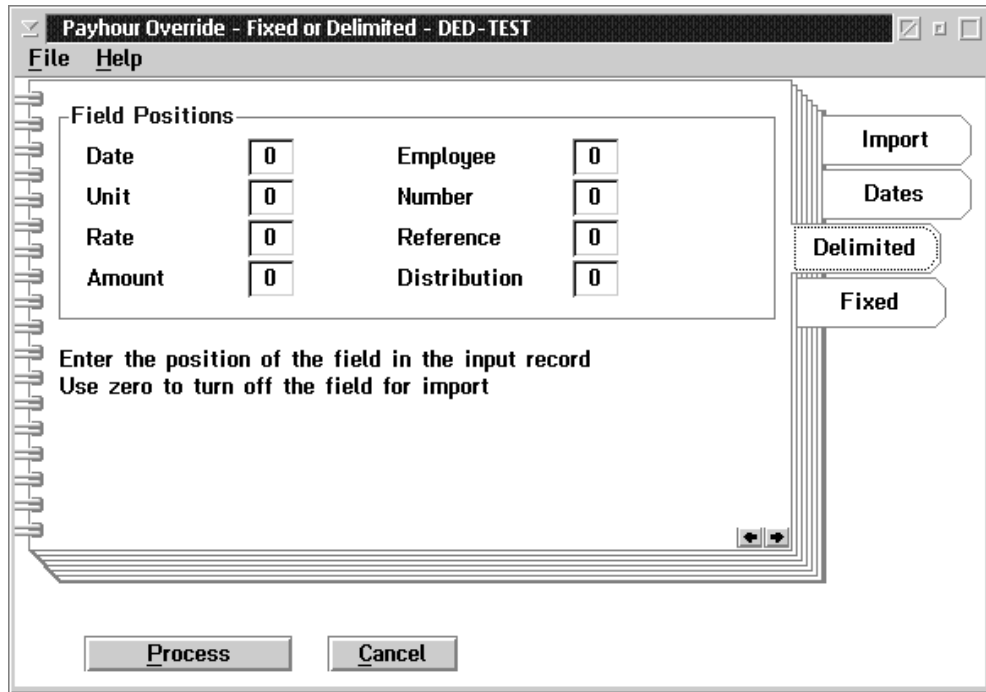 Payhour Override - Fixed or Delimited - DED-TEST
File Help
Field Positions
Date 0 Employee 0
Unit 0 Number 0
Rate 0 Reference 0
Amount 0 Distribution 0
Enter the position of the field in the input record
Use zero to turn off the field for import
Import
Dates
Delimited
Fixed
Process Cancel